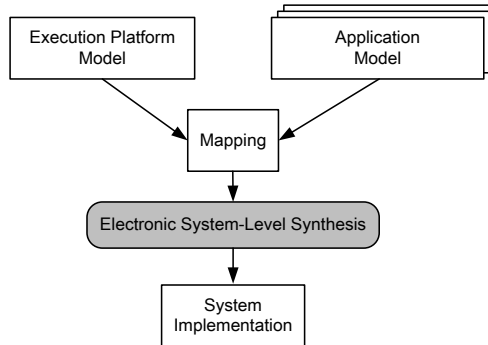 Execution Platform
Model
Application
Model
Mapping
Electronic System-Level Synthesis
System
Implementation